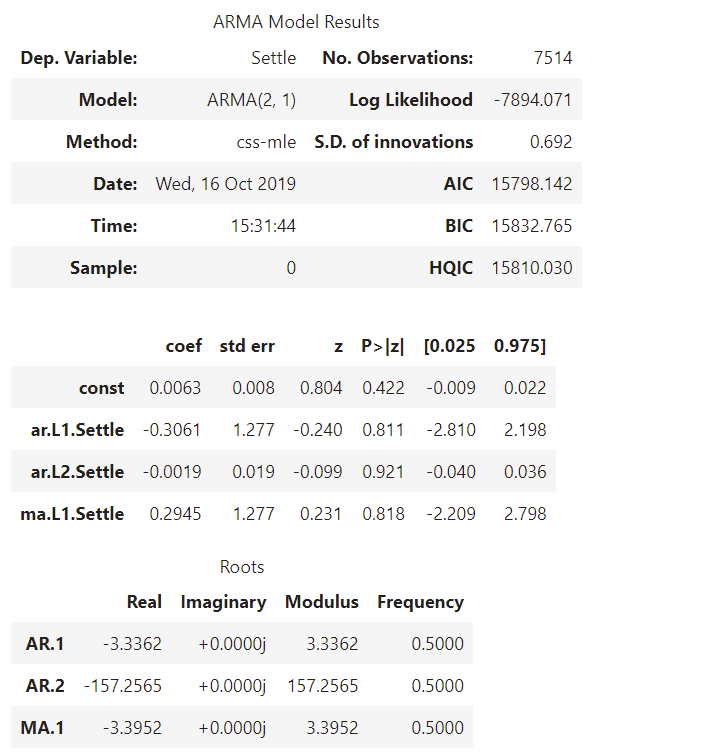 ARMA Model Results
Dep. Variable: Settle No. Observations: 7514
Model: ARMA(2, 1) Log Likelihood -7894.071
Method: css-mle S.D. of innovations 0.692
Date: Wed, 16 Oct 2019 AIC 15798.142
Time: 15:31:44 BIC 15832.765
Sample: 0 HQIC 15810.030
coef std err z P>|z| [0.025 0.975]
const 0.0063 0.008 0.804 0.422 -0.009 0.022
ar.L1.Settle -0.3061 1.277 -0.240 0.811 -2.810 2.198
ar.L2.Settle -0.0019 0.019 -0.099 0.921 -0.040 0.036
ma.L1.Settle 0.2945 1.277 0.231 0.818 -2.209 2.798
Roots
Real Imaginary Modulus Frequency
AR.1 -3.3362 +0.0000j 3.3362 0.5000
AR.2 -157.2565 +0.0000j 157.2565 0.5000
MA.1 -3.3952 +0.0000j 3.3952 0.5000